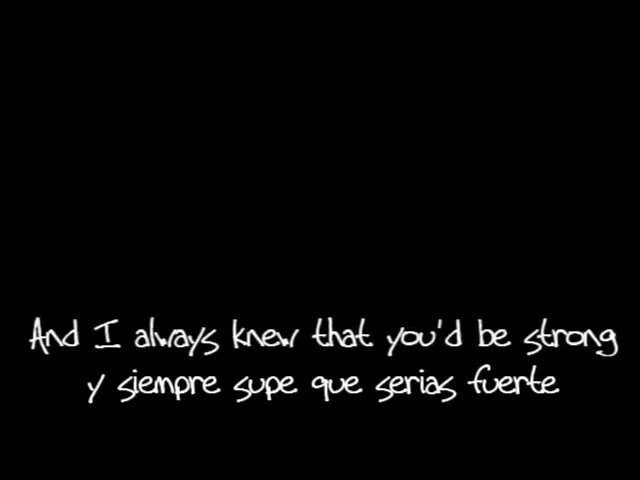 And I always knew that you'd be strong
y siempre supe que serias fuerte